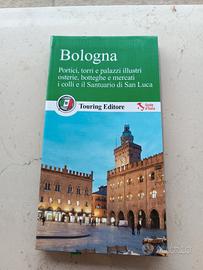 Bologna
Portici, torri e palazzi illustri
osterie, botteghe e mercati
i colli e il Santuario di San Luca
Touring Editore